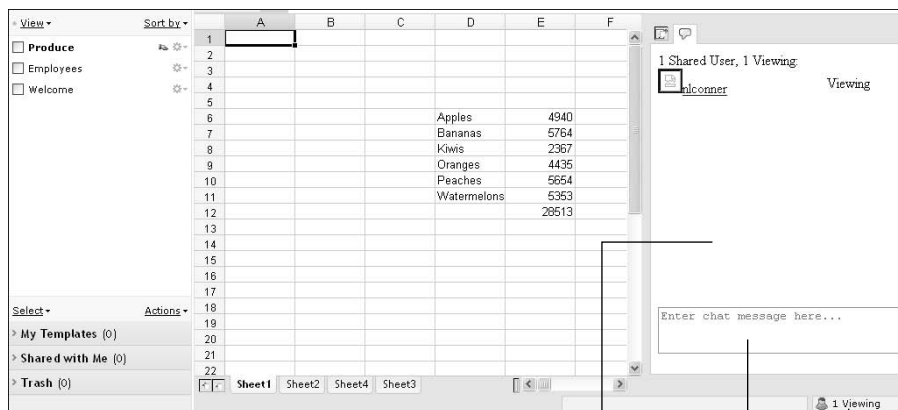 View Sort by
Produce
Employees
Welcome
Select Actions
My Templates (0)
Shared with Me (0)
Trash (0)
A B C D E F
1
2
3
4
5
6 Apples 4940
7 Bananas 5764
8 Kiwis 2367
9 Oranges 4435
10 Peaches 5654
11 Watermelons 5353
12 28513
13
14
15
16
17
18
19
20
21
22
Sheet1 Sheet2 Sheet4 Sheet3
1 Shared User, 1 Viewing:
nlconner Viewing
Enter chat message here...
1 Viewing